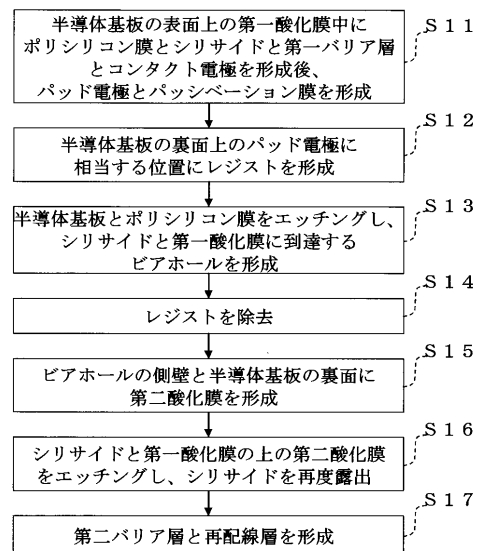 半導体基板の表面上の第一酸化膜中に
ポリシリコン膜とシリサイドと第一バリア層
とコンタクト電極を形成後、
パッド電極とパッシベーション膜を形成
S11
半導体基板の裏面上のパッド電極に
相当する位置にレジストを形成
S12
半導体基板とポリシリコン膜をエッチングし、
シリサイドと第一酸化膜に到達する
ビアホールを形成
S13
レジストを除去
S14
ビアホールの側壁と半導体基板の裏面に
第二酸化膜を形成
S15
シリサイドと第一酸化膜の上の第二酸化膜
をエッチングし、シリサイドを再度露出
S16
第二バリア層と再配線層を形成
S17